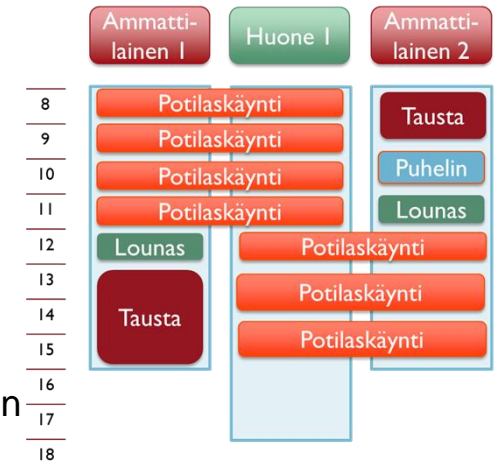 Ammatti-
lainen 1
Huone 1
Ammatti-
lainen 2
8
Potilaskäynti
Tausta
9
Potilaskäynti
10
Potilaskäynti
Puhelin
11
Potilaskäynti
Lounas
12
Lounas
Potilaskäynti
13
Potilaskäynti
14
Tausta
15
Potilaskäynti
16
n
17
18